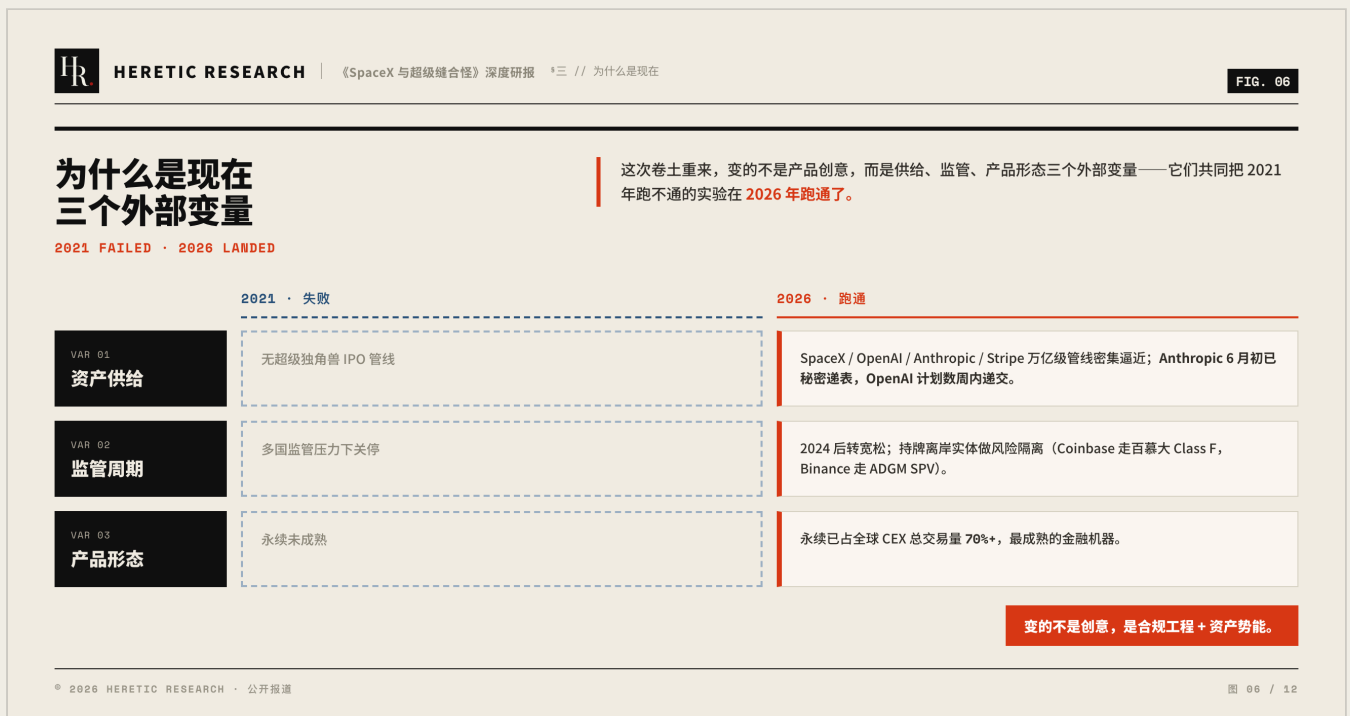 HR.
HERETIC RESEARCH
《SpaceX 与超级缝合怪》深度研报
§三 // 为什么是现在
FIG. 06
为什么是现在
三个外部变量
2021 FAILED · 2026 LANDED
这次卷土重来，变的不是产品创意，而是供给、监管、产品形态三个外部变量——它们共同把 2021
年跑不通的实验在 2026 年跑通了。
2021 · 失败
2026 · 跑通
VAR 01
资产供给
无超级独角兽 IPO 管线
SpaceX / OpenAI / Anthropic / Stripe 万亿级管线密集逼近；Anthropic 6 月初已
秘密递表，OpenAI 计划数周内递交。
VAR 02
监管周期
多国监管压力下关停
2024 后转宽松；持牌离岸实体做风险隔离（Coinbase 走百慕大 Class F，
Binance 走 ADGM SPV）。
VAR 03
产品形态
永续未成熟
永续已占全球 CEX 总交易量 70%+，最成熟的金融机器。
变的不是创意，是合规工程 + 资产势能。
© 2026 HERETIC RESEARCH · 公开报道
图 06 / 12